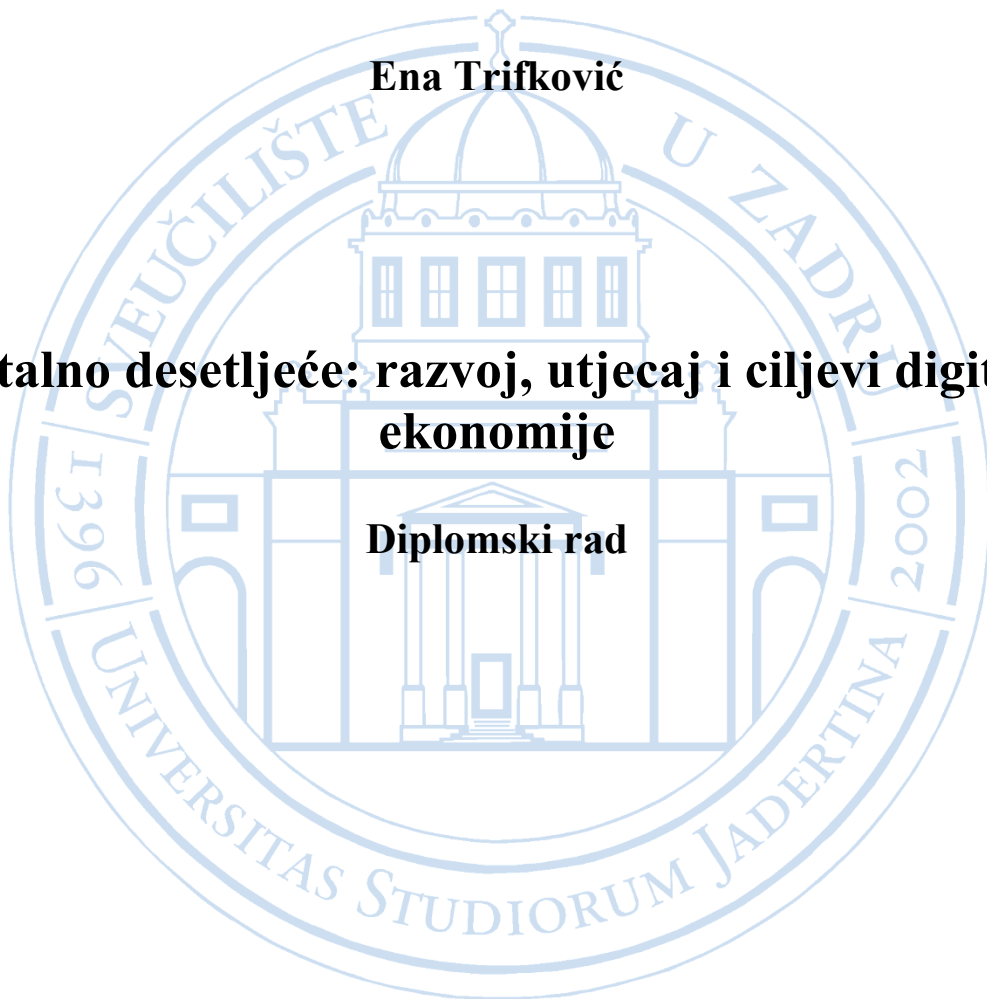 Ena Trifković
talno desetljeće: razvoj, utjecaj i ciljevi digit
ekonomije
Diplomski rad
SVEUČILIŠTE U ZADRU
1396
2002
UNIVERSITAS STUDIORUM JADERTINA